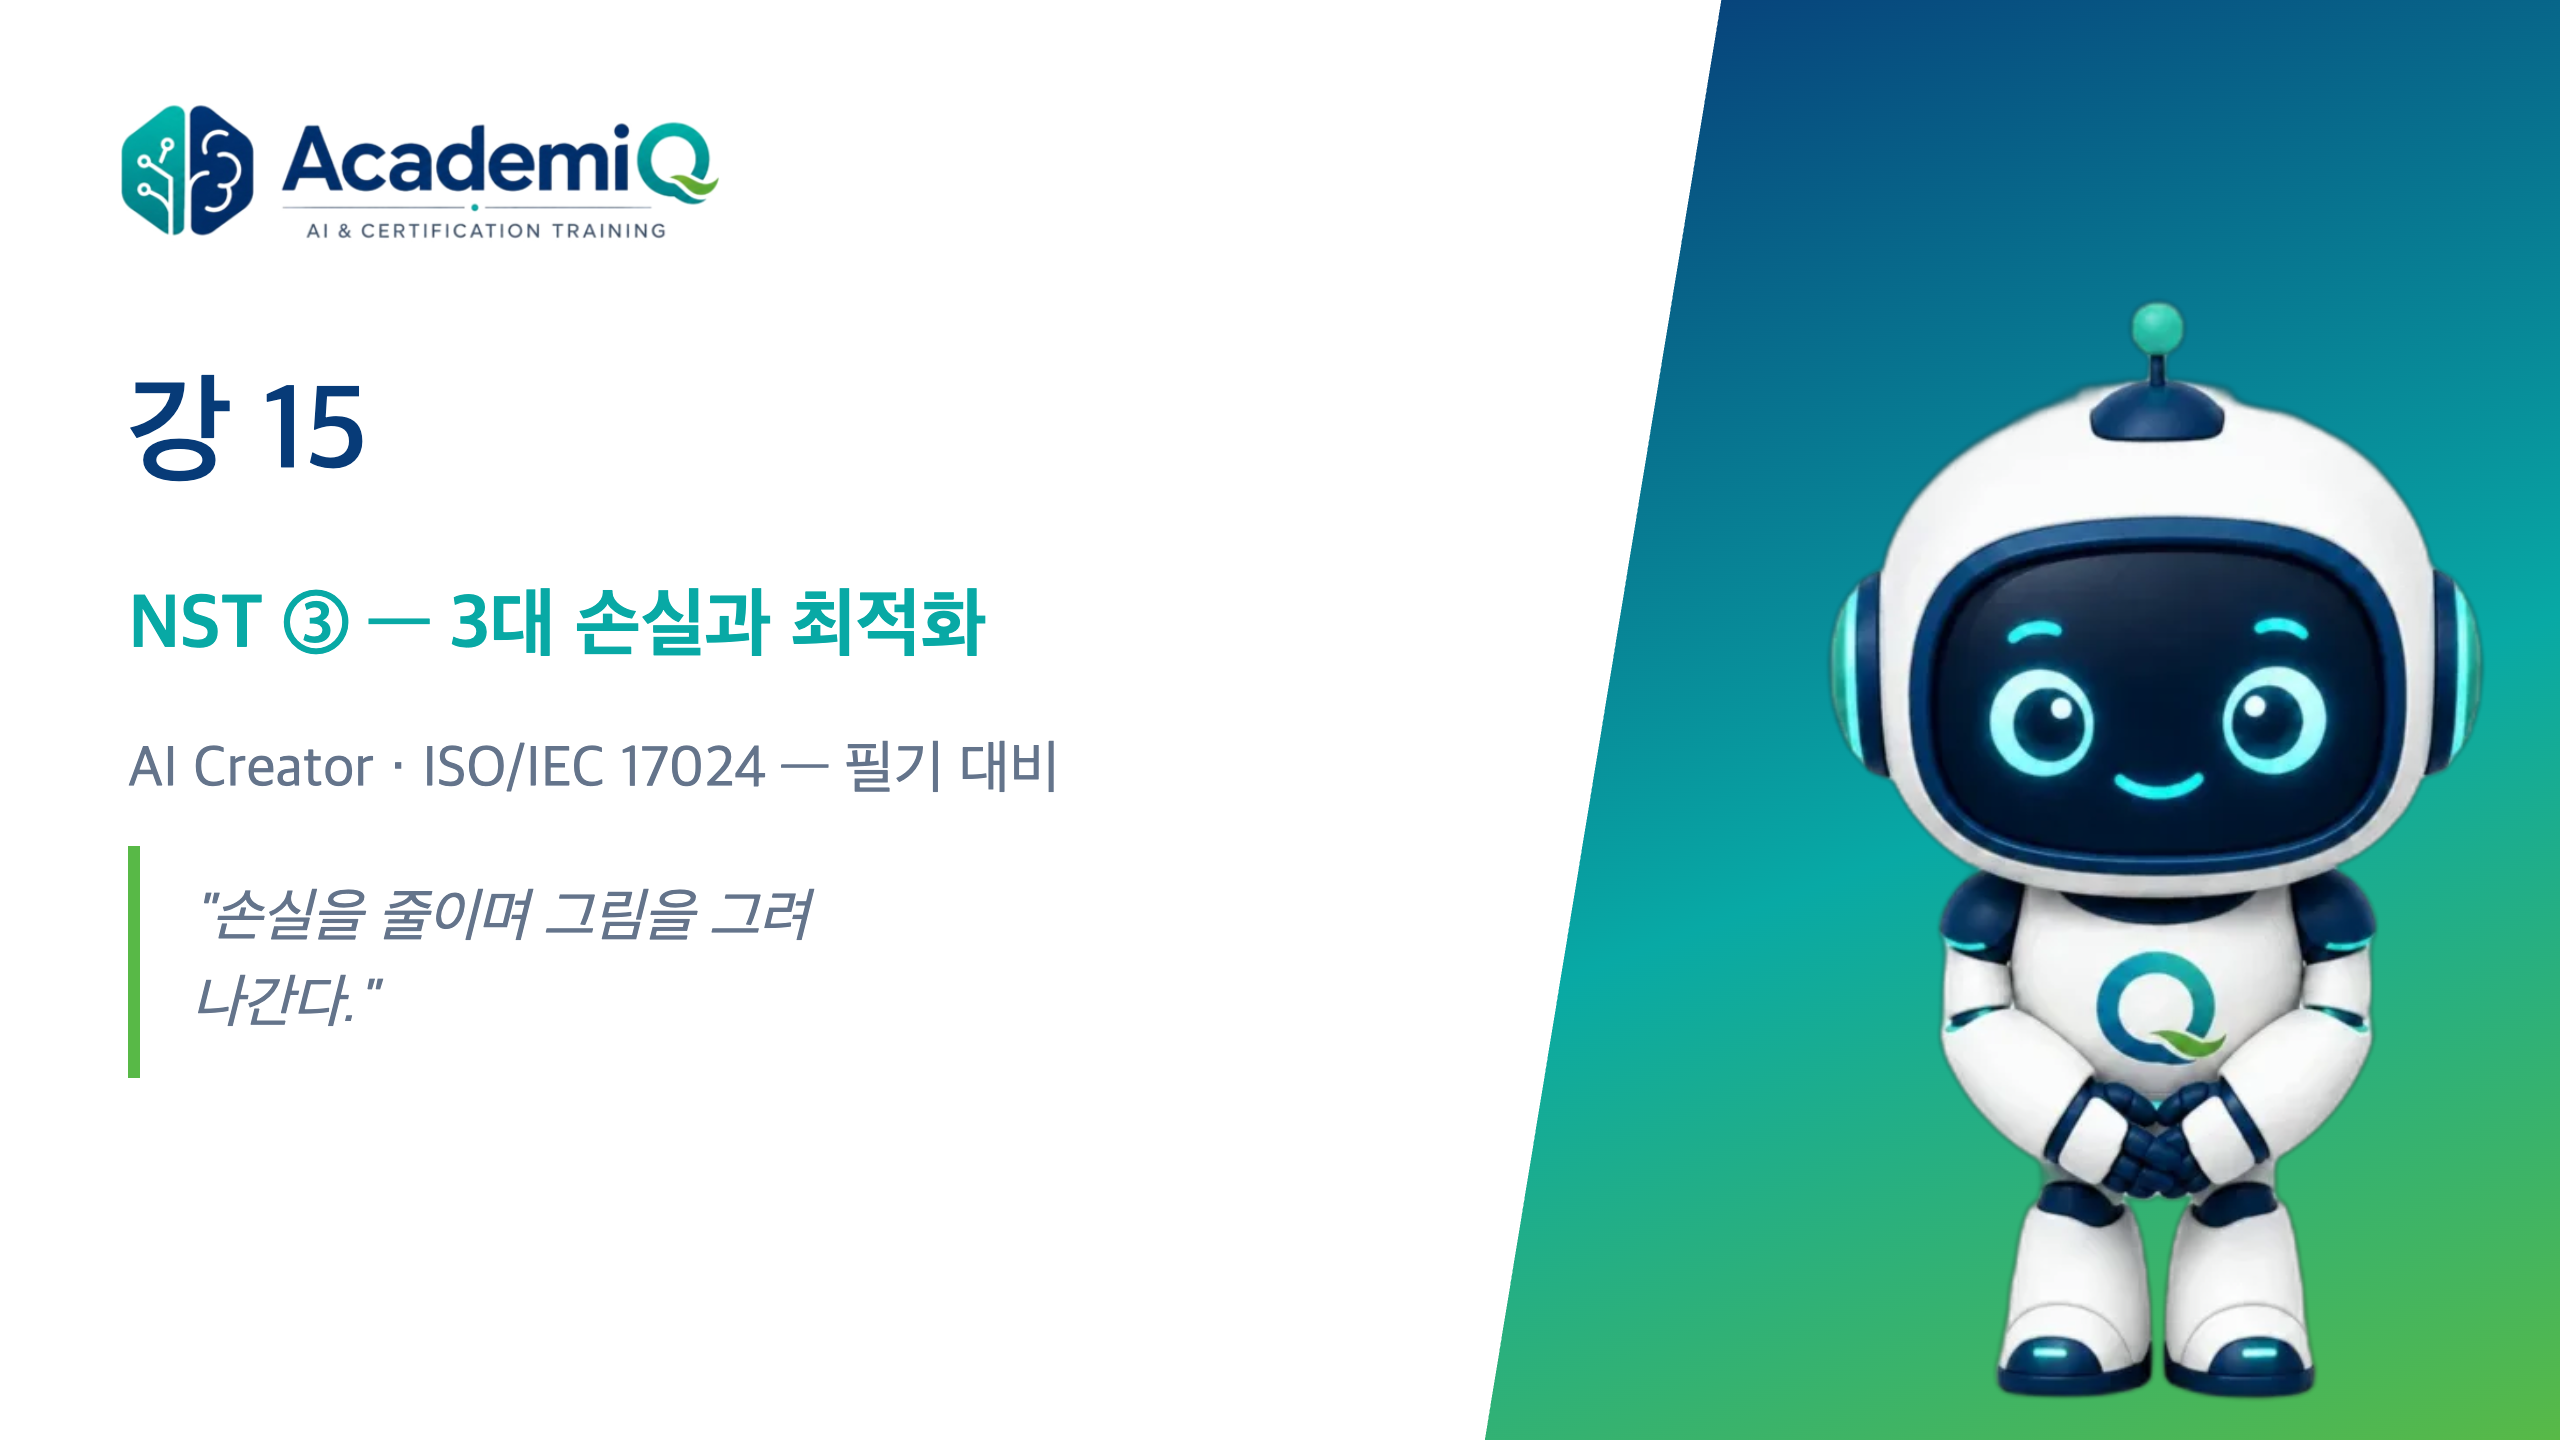 AcademiQ
AI & CERTIFICATION TRAINING
강 15
NST ③ — 3대 손실과 최적화
AI Creator · ISO/IEC 17024 — 필기 대비
"손실을 줄이며 그림을 그려
나간다."
Q